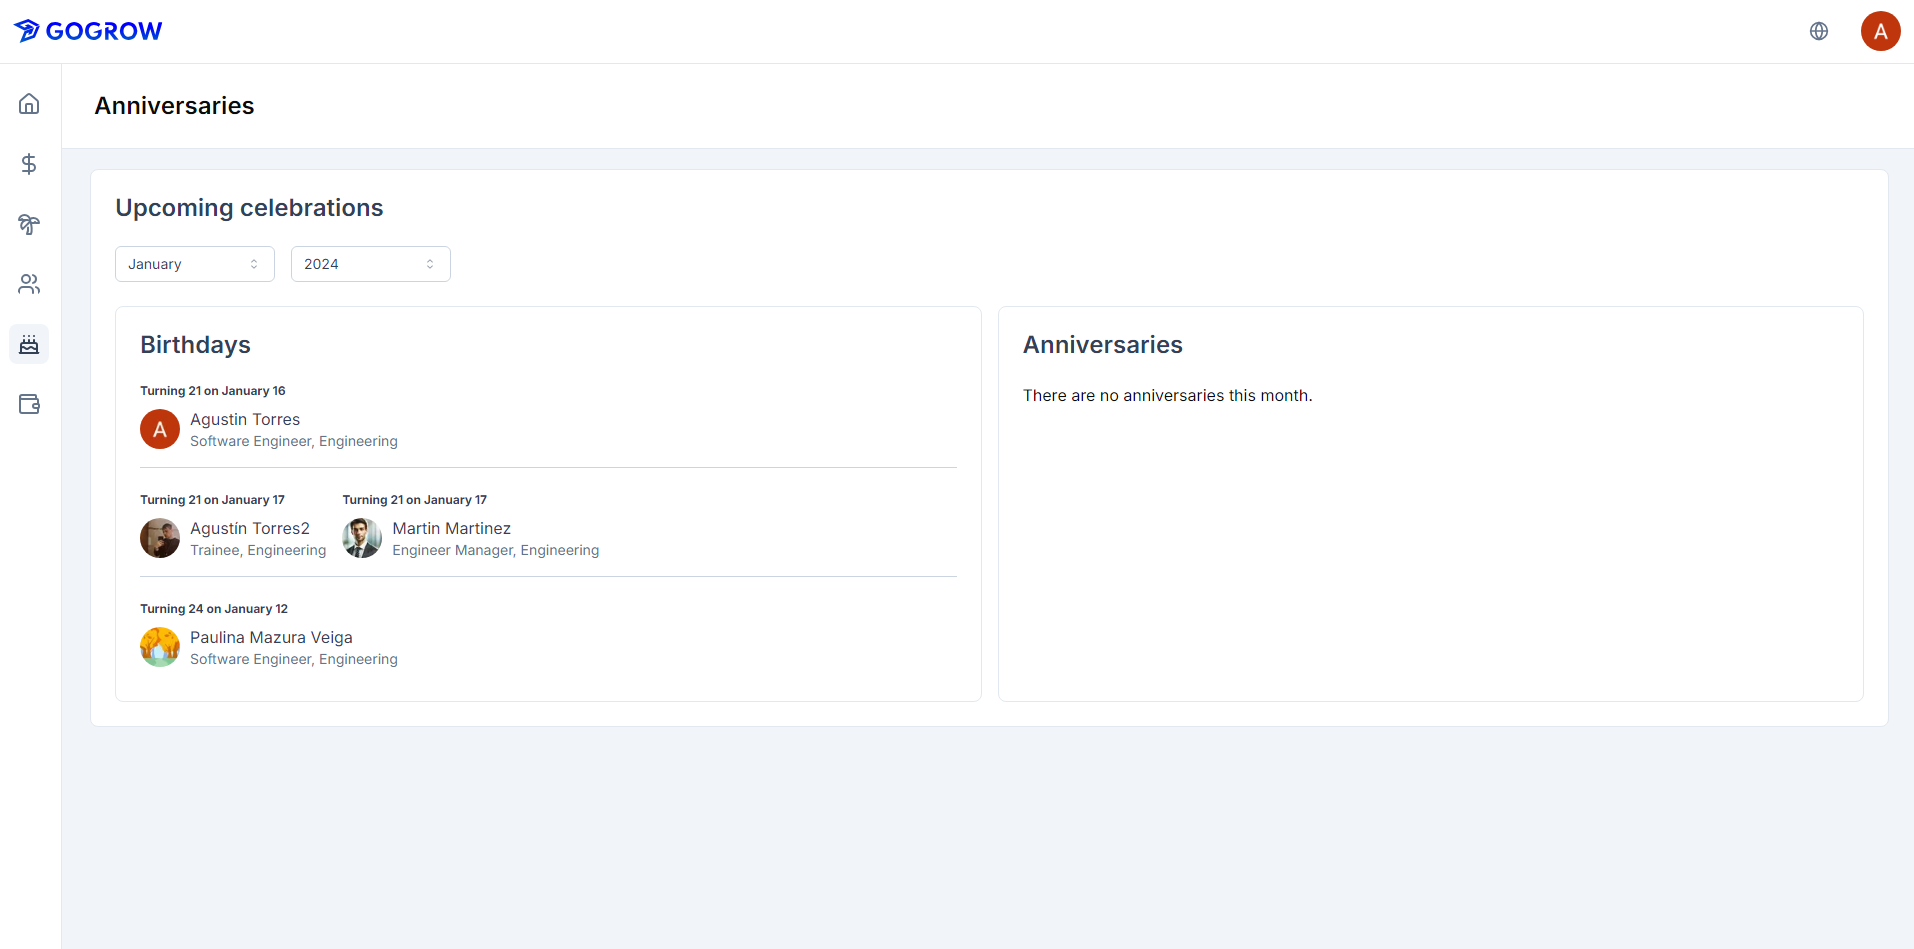 GOGROW
A
Anniversaries
Upcoming celebrations
January
2024
Birthdays
Turning 21 on January 16
A
Agustin Torres
Software Engineer, Engineering
Turning 21 on January 17
Agustín Torres2
Trainee, Engineering
Turning 21 on January 17
Martin Martinez
Engineer Manager, Engineering
Turning 24 on January 12
Paulina Mazura Veiga
Software Engineer, Engineering
Anniversaries
There are no anniversaries this month.